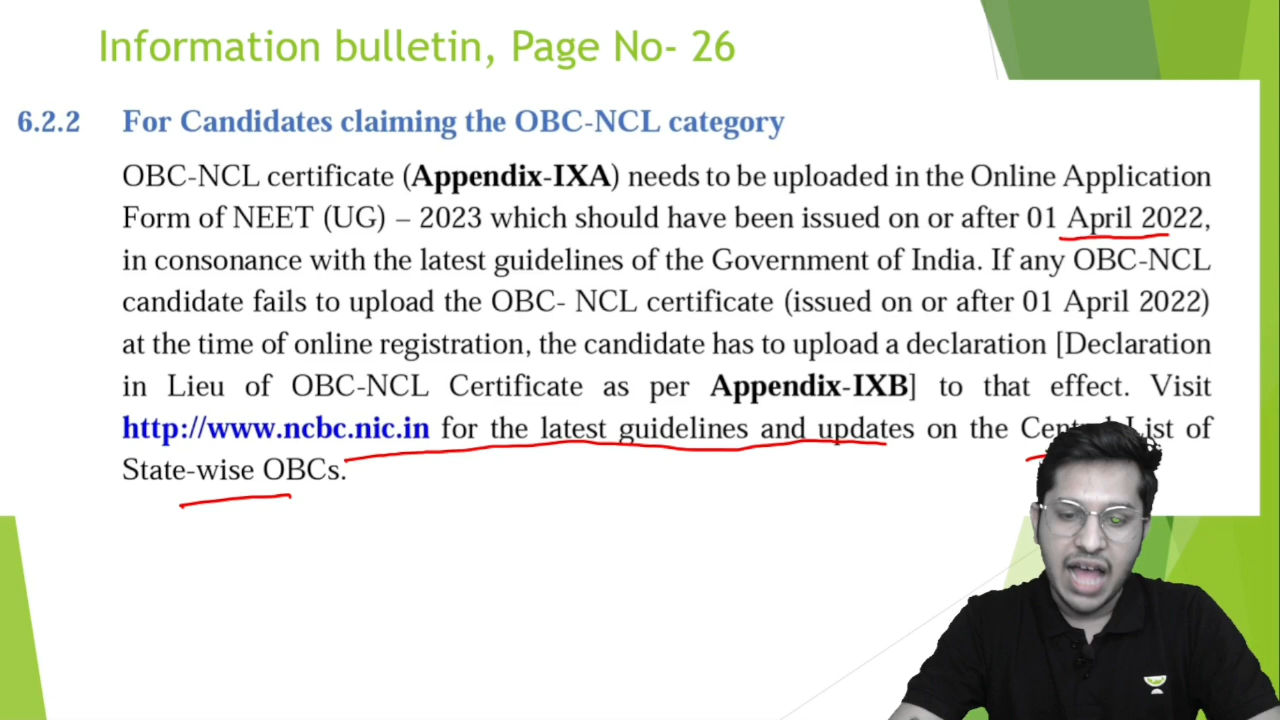 Information bulletin, Page No- 26
6.2.2 For Candidates claiming the OBC-NCL category
OBC-NCL certificate (Appendix-IXA) needs to be uploaded in the Online Application
Form of NEET (UG) – 2023 which should have been issued on or after 01 April 2022,
in consonance with the latest guidelines of the Government of India. If any OBC-NCL
candidate fails to upload the OBC- NCL certificate (issued on or after 01 April 2022)
at the time of online registration, the candidate has to upload a declaration [Declaration
in Lieu of OBC-NCL Certificate as per Appendix-IXB] to that effect. Visit
http://www.ncbc.nic.in for the latest guidelines and updates on the List of
State-wise OBCs.